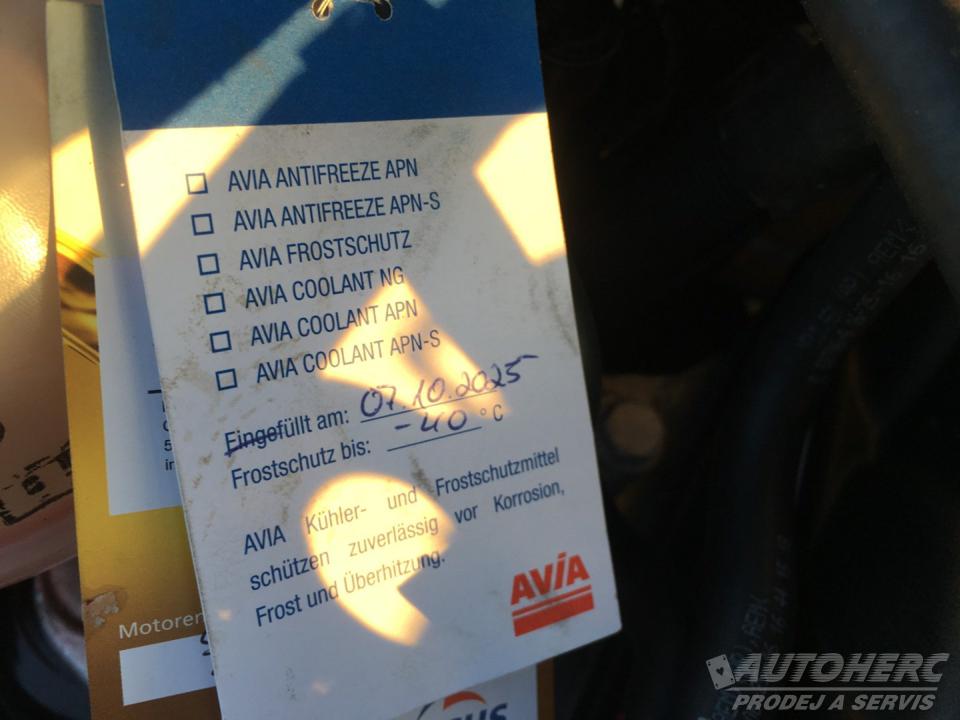 AVIA ANTIFREEZE APN
AVIA ANTIFREEZE APN-S
AVIA FROSTSCHUTZ
AVIA COOLANT NG
AVIA COOLANT APN
AVIA COOLANT APN-S
Eingefüllt am: 07.10.2025
Frostschutz bis: -40 °C
AVIA Kühler- und Frostschutzmittel
schützen zuverlässig vor Korrosion,
Frost und Überhitzung.
AVIA
AUTOHERC
PRODEJ A SERVIS